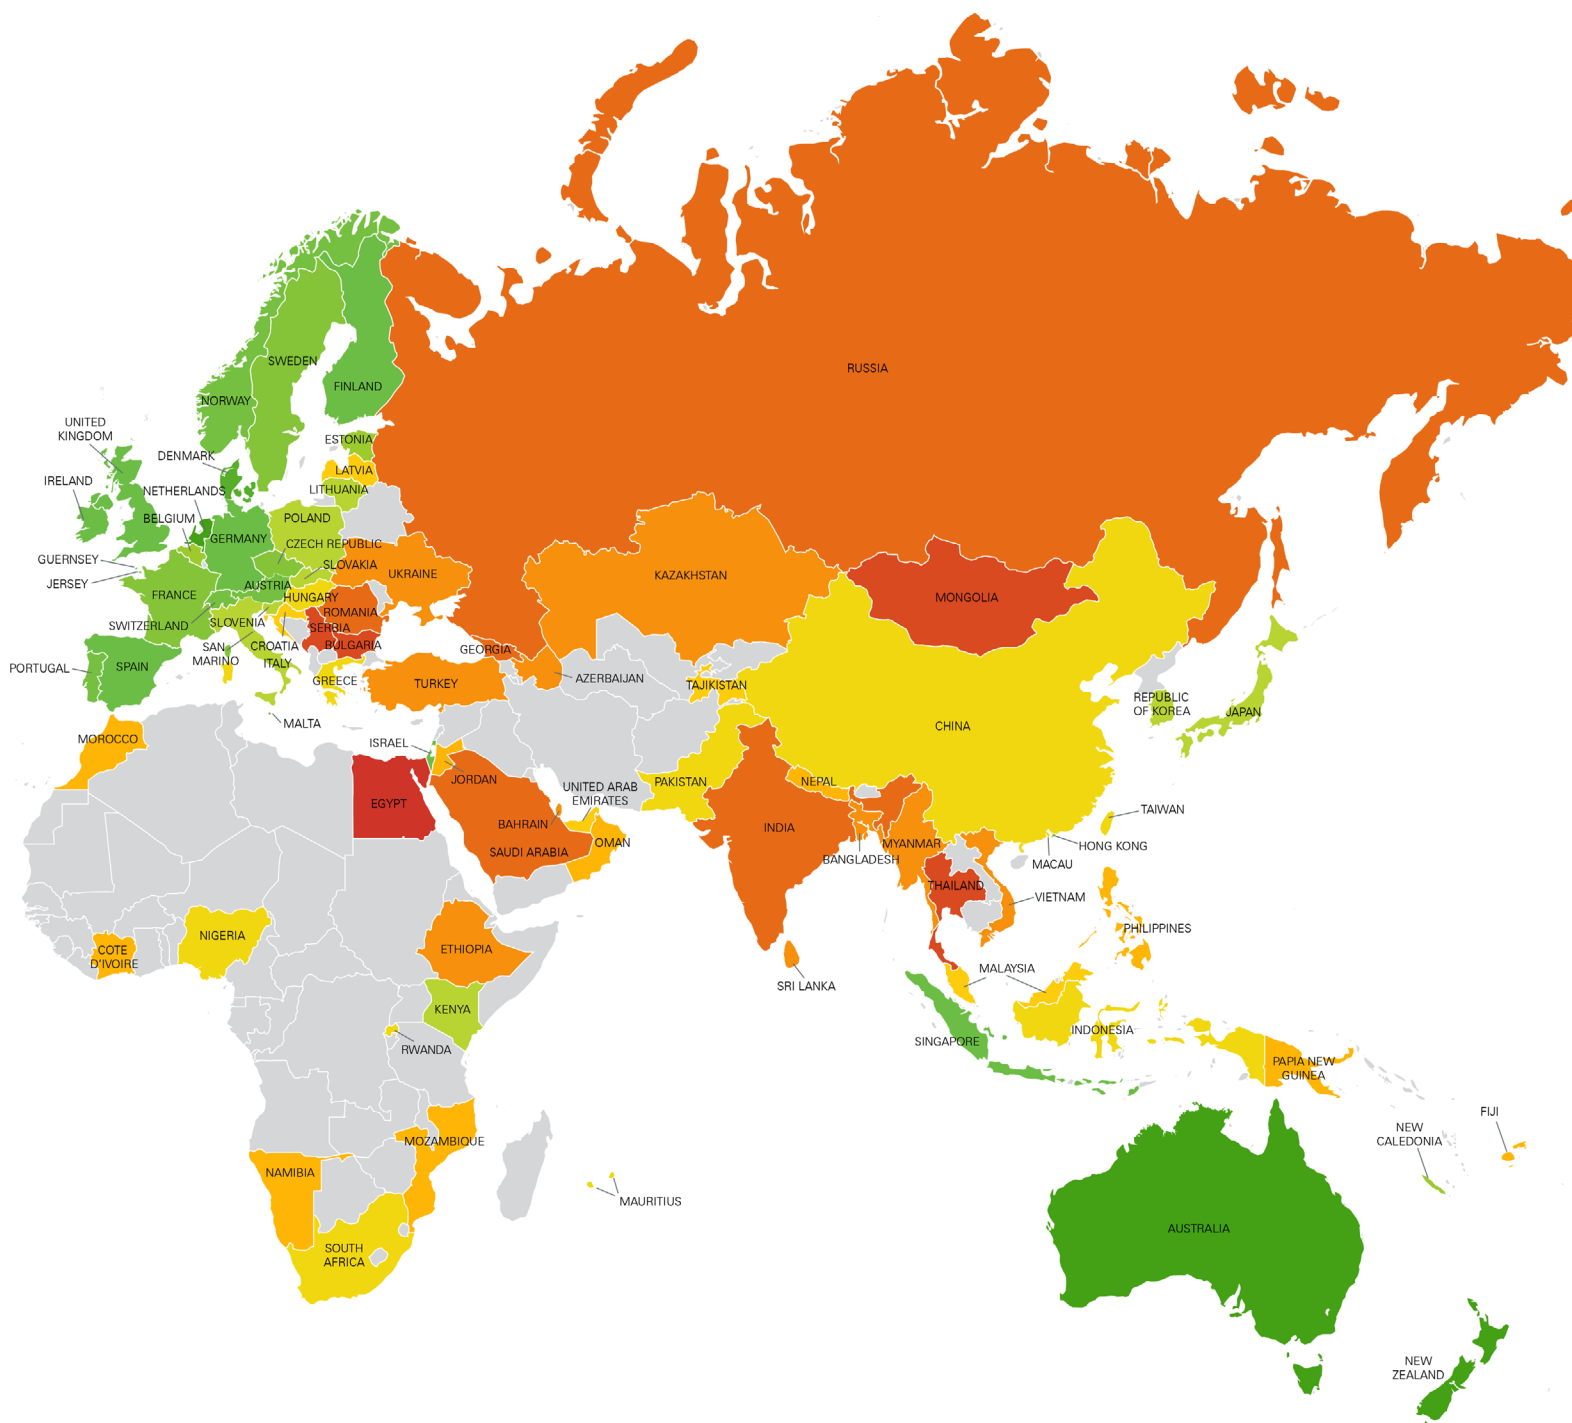 RUSSIA
SWEDEN
FINLAND
NORWAY
UNITED
KINGDOM
ESTONIA
DENMARK
LATVIA
IRELAND
NETHERLANDS
LITHUANIA
BELGIUM
POLAND
GERMANY
CZECH REPUBLIC
GUERNSEY
SLOVAKIA
JERSEY
UKRAINE
KAZAKHSTAN
AUSTRIA
FRANCE
HUNGARY
MONGOLIA
ROMANIA
SWITZERLAND
SLOVENIA
SERBIA
CROATIA
BULGARIA
SAN
MARINO
GEORGIA
PORTUGAL
SPAIN
ITALY
GREECE
TURKEY
AZERBAIJAN
TAJIKISTAN
REPUBLIC
OF KOREA
JAPAN
MALTA
CHINA
MOROCCO
ISRAEL
JORDAN
PAKISTAN
NEPAL
UNITED ARAB
EMIRATES
EGYPT
TAIWAN
BAHRAIN
INDIA
OMAN
MYANMAR
HONG KONG
SAUDI ARABIA
BANGLADESH
MACAU
THAILAND
VIETNAM
PHILIPPINES
NIGERIA
COTE
D'IVOIRE
ETHIOPIA
MALAYSIA
SRI LANKA
KENYA
INDONESIA
SINGAPORE
RWANDA
PAPIA NEW
GUINEA
FIJI
NEW
CALEDONIA
MOZAMBIQUE
NAMIBIA
MAURITIUS
AUSTRALIA
SOUTH
AFRICA
NEW
ZEALAND